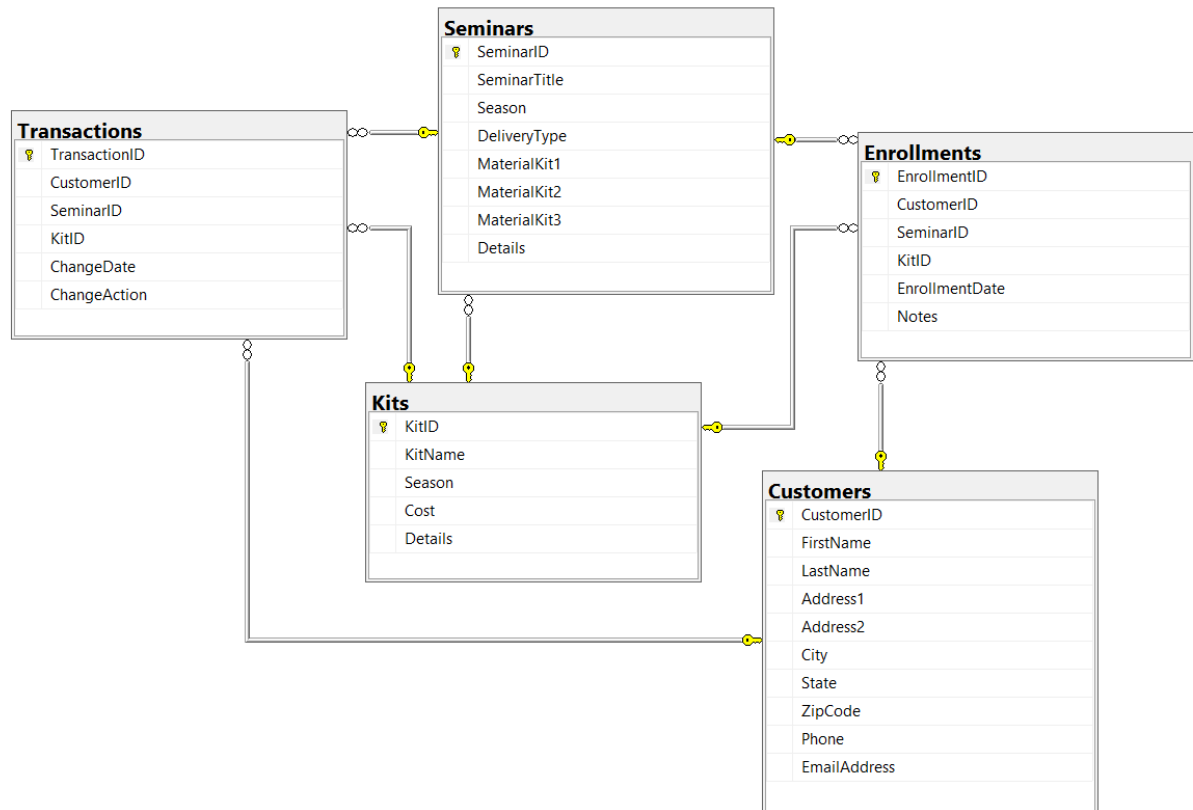 Seminars
SeminarID
SeminarTitle
Season
DeliveryType
MaterialKit1
MaterialKit2
MaterialKit3
Details
Transactions
TransactionID
CustomerID
SeminarID
KitID
ChangeDate
ChangeAction
Enrollments
EnrollmentID
CustomerID
SeminarID
KitID
EnrollmentDate
Notes
Kits
KitID
KitName
Season
Cost
Details
Customers
CustomerID
FirstName
LastName
Address1
Address2
City
State
ZipCode
Phone
EmailAddress